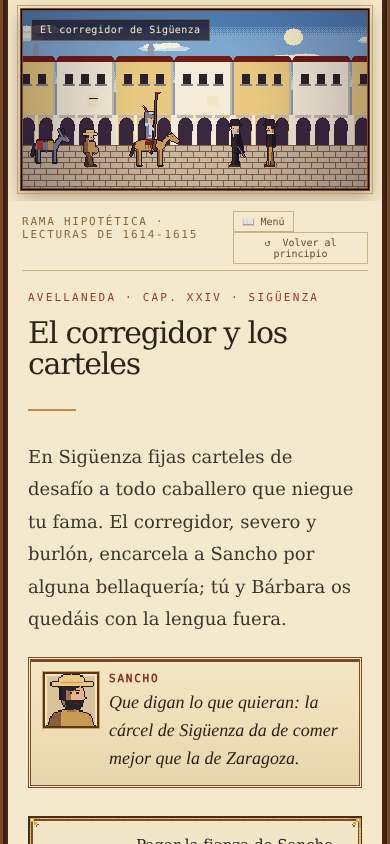 El corregidor de Sigüenza
RAMA HIPOTÉTICA ·
LECTURAS DE 1614-1615
📖 Menú
↺ Volver al
principio
AVELLANEDA · CAP. XXIV · SIGÜENZA
El corregidor y los
carteles
En Sigüenza fijas carteles de
desafío a todo caballero que niegue
tu fama. El corregidor, severo y
burlón, encarcela a Sancho por
alguna bellaquería; tú y Bárbara os
quedáis con la lengua fuera.
SANCHO
Que digan lo que quieran: la
cárcel de Sigüenza da de comer
mejor que la de Zaragoza.
Pagar la fianza de Sancho